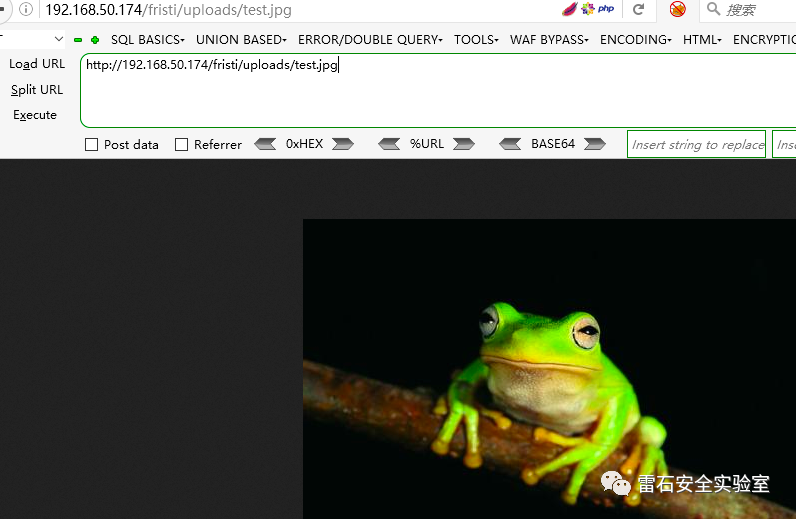 192.168.50.174/fristi/uploads/test.jpg
php
搜索
SQL BASICS▾ UNION BASED▾ ERROR/DOUBLE QUERY▾ TOOLS▾ WAF BYPASS▾ ENCODING▾ HTML▾ ENCRYPTIO
Load URL
http://192.168.50.174/fristi/uploads/test.jpg
Split URL
Execute
Post data Referrer 0xHEX %URL BASE64 Insert string to replace Inse
雷石安全实验室